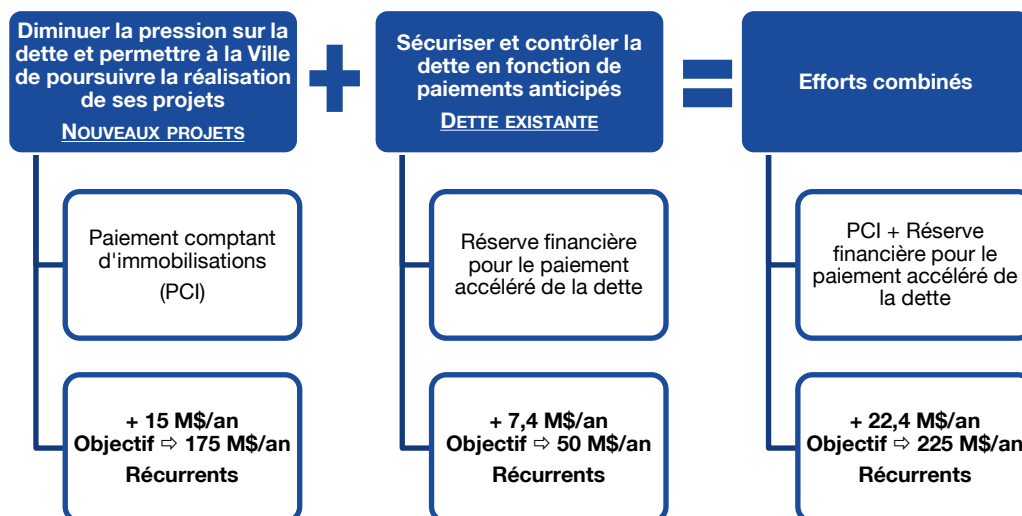 Diminuer la pression sur la
dette et permettre à la Ville
de poursuivre la réalisation
de ses projets
NOUVEAUX PROJETS
+
Sécuriser et contrôler la
dette en fonction de
paiements anticipés
DETTE EXISTANTE
=
Efforts combinés
Paiement comptant
d'immobilisations
(PCI)
Réserve financière
pour le paiement
accéléré de la dette
PCI + Réserve
financière pour le
paiement accéléré de
la dette
+ 15 M$/an
Objectif ⇨ 175 M$/an
Récurrents
+ 7,4 M$/an
Objectif ⇨ 50 M$/an
Récurrents
+ 22,4 M$/an
Objectif ⇨ 225 M$/an
Récurrents